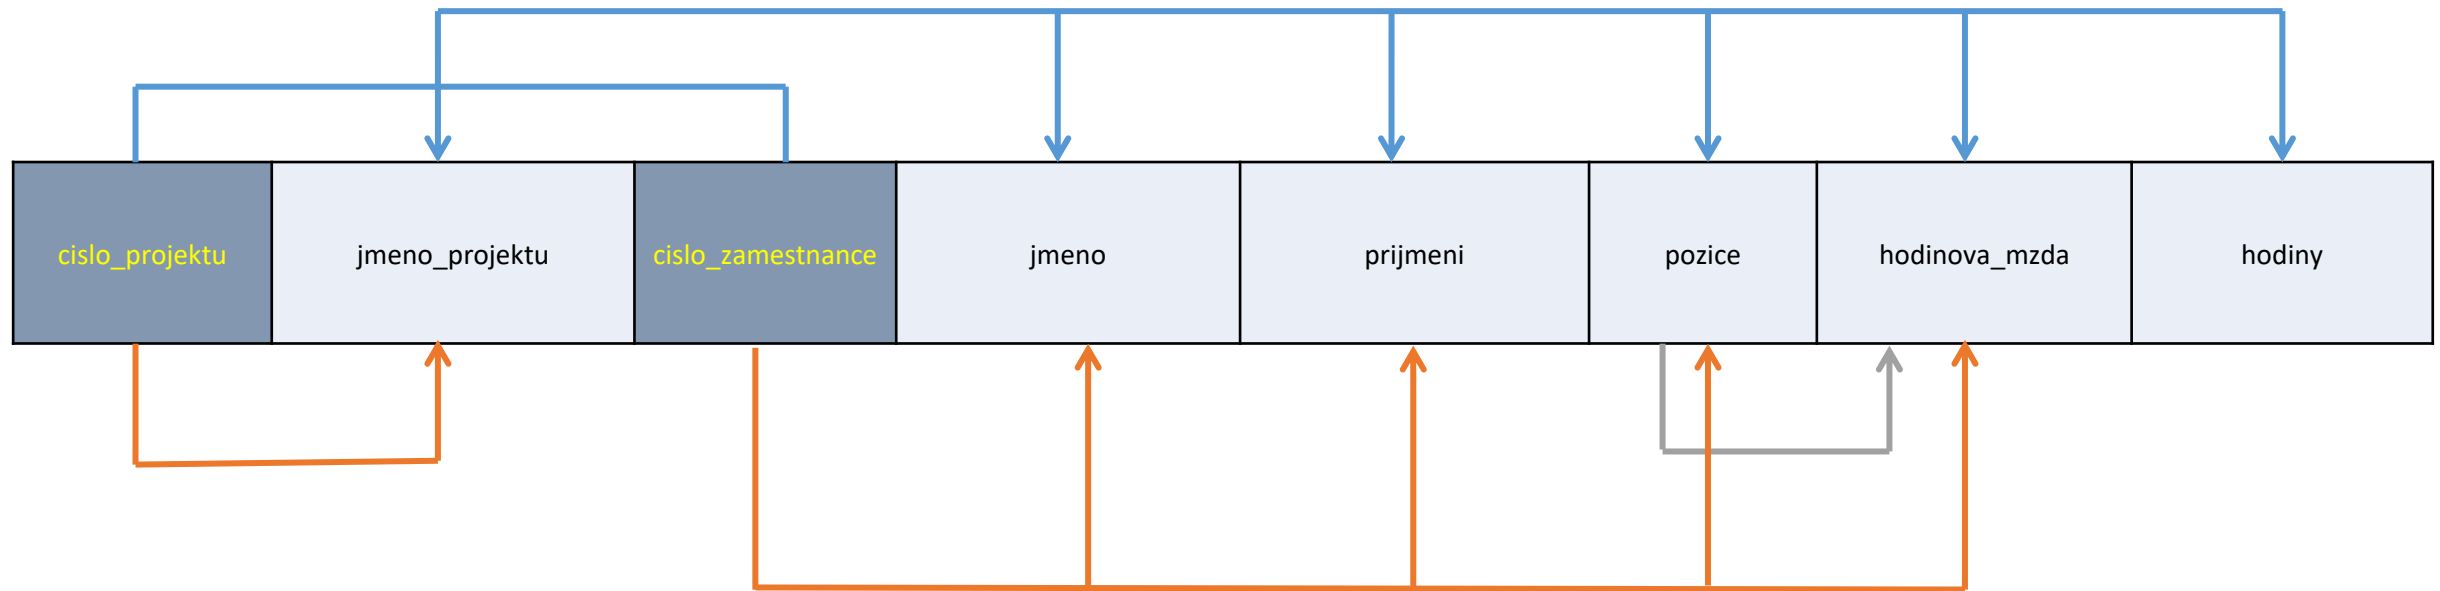 cislo_projektu
jmeno_projektu
cislo_zamestnance
jmeno
prijmeni
pozice
hodinova_mzda
hodiny